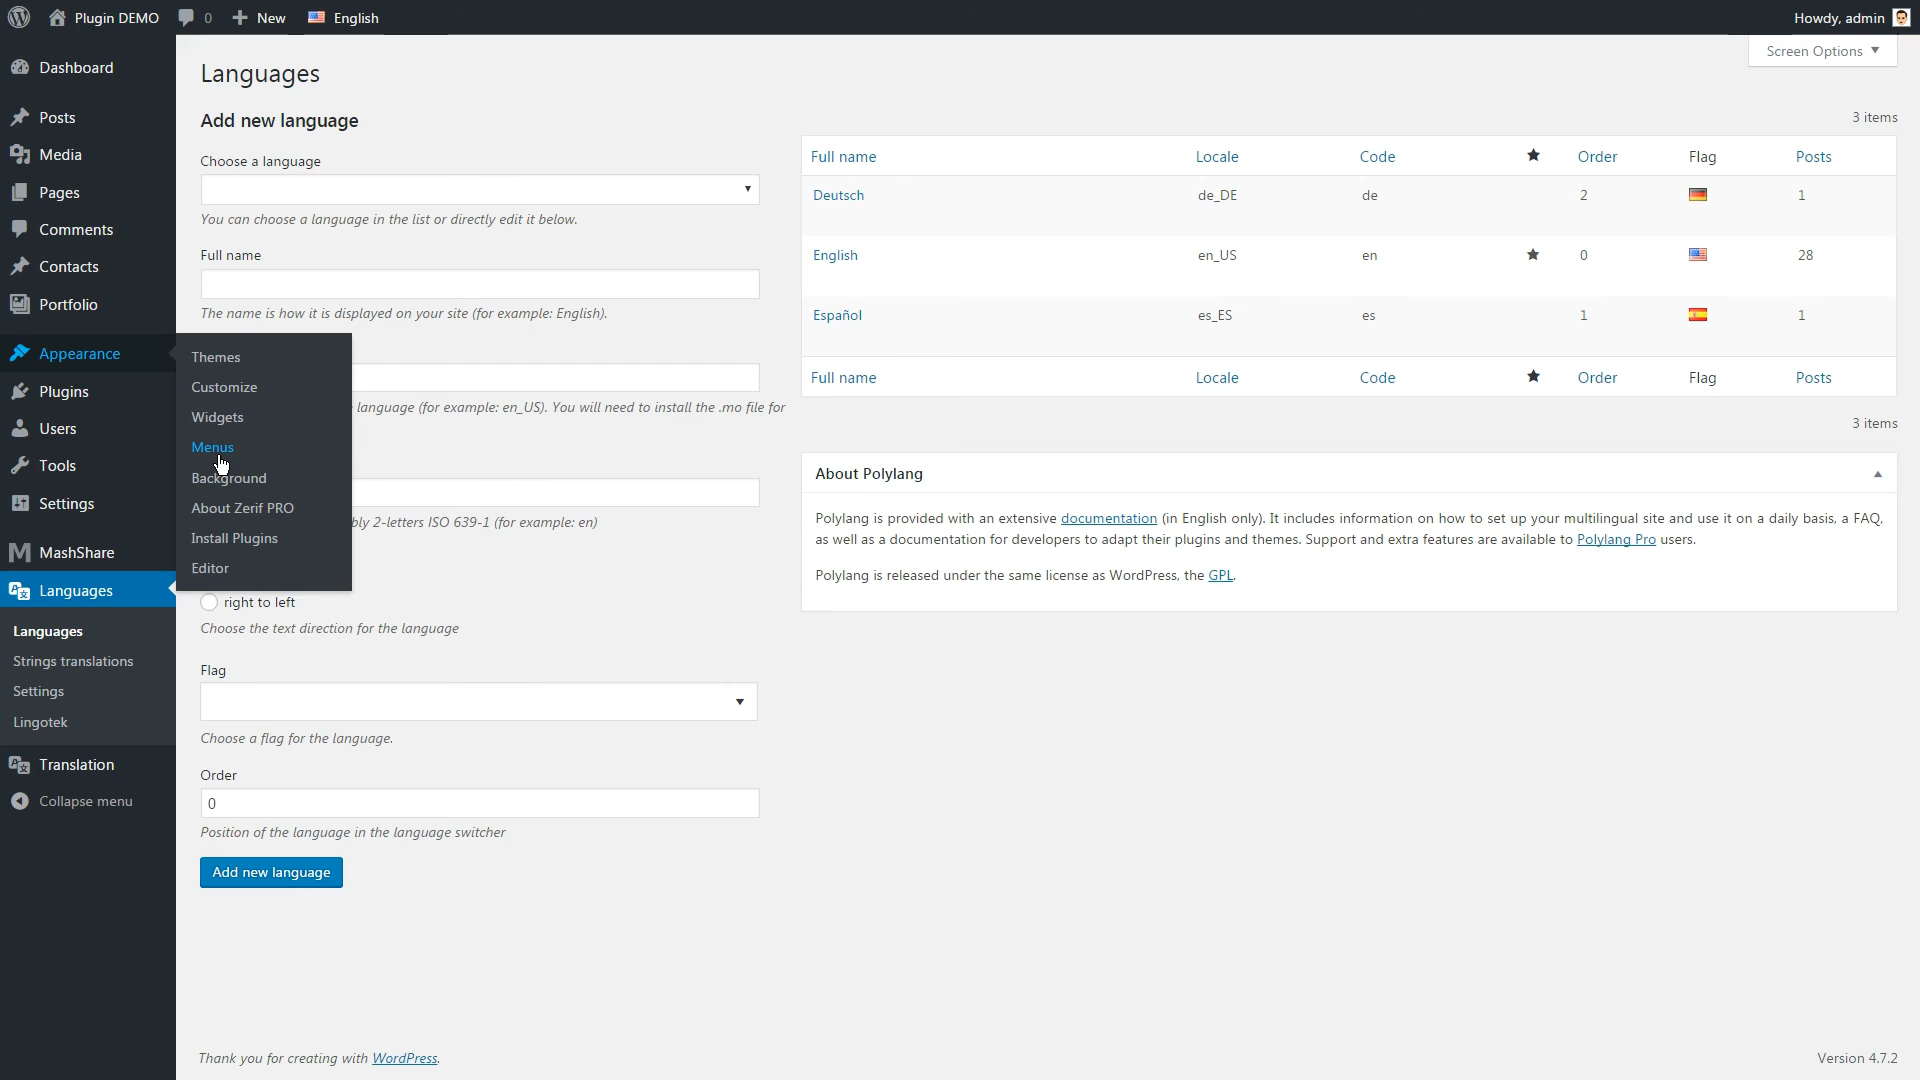 Plugin DEMO 0 New English Howdy, admin
Screen Options
Dashboard
Posts
Media
Pages
Comments
Contacts
Portfolio
Appearance
Plugins
Users
Tools
Settings
MashShare
Languages
Languages
Strings translations
Settings
Lingotek
Translation
Collapse menu
Themes
Customize
Widgets
Menus
Background
About Zerif PRO
Install Plugins
Editor
Languages
Add new language
Choose a language
You can choose a language in the list or directly edit it below.
Full name
The name is how it is displayed on your site (for example: English).
language (for example: en_US). You will need to install the .mo file for
2-letters ISO 639-1 (for example: en)
right to left
Choose the text direction for the language
Flag
Choose a flag for the language.
Order
0
Position of the language in the language switcher
Add new language
3 items
Full name Locale Code Order Flag Posts
Deutsch de_DE de 2 1
English en_US en 0 28
Español es_ES es 1 1
Full name Locale Code Order Flag Posts
3 items
About Polylang
Polylang is provided with an extensive documentation (in English only). It includes information on how to set up your multilingual site and use it on a daily basis, a FAQ,
as well as a documentation for developers to adapt their plugins and themes. Support and extra features are available to Polylang Pro users.
Polylang is released under the same license as WordPress, the GPL.
Thank you for creating with WordPress.
Version 4.7.2